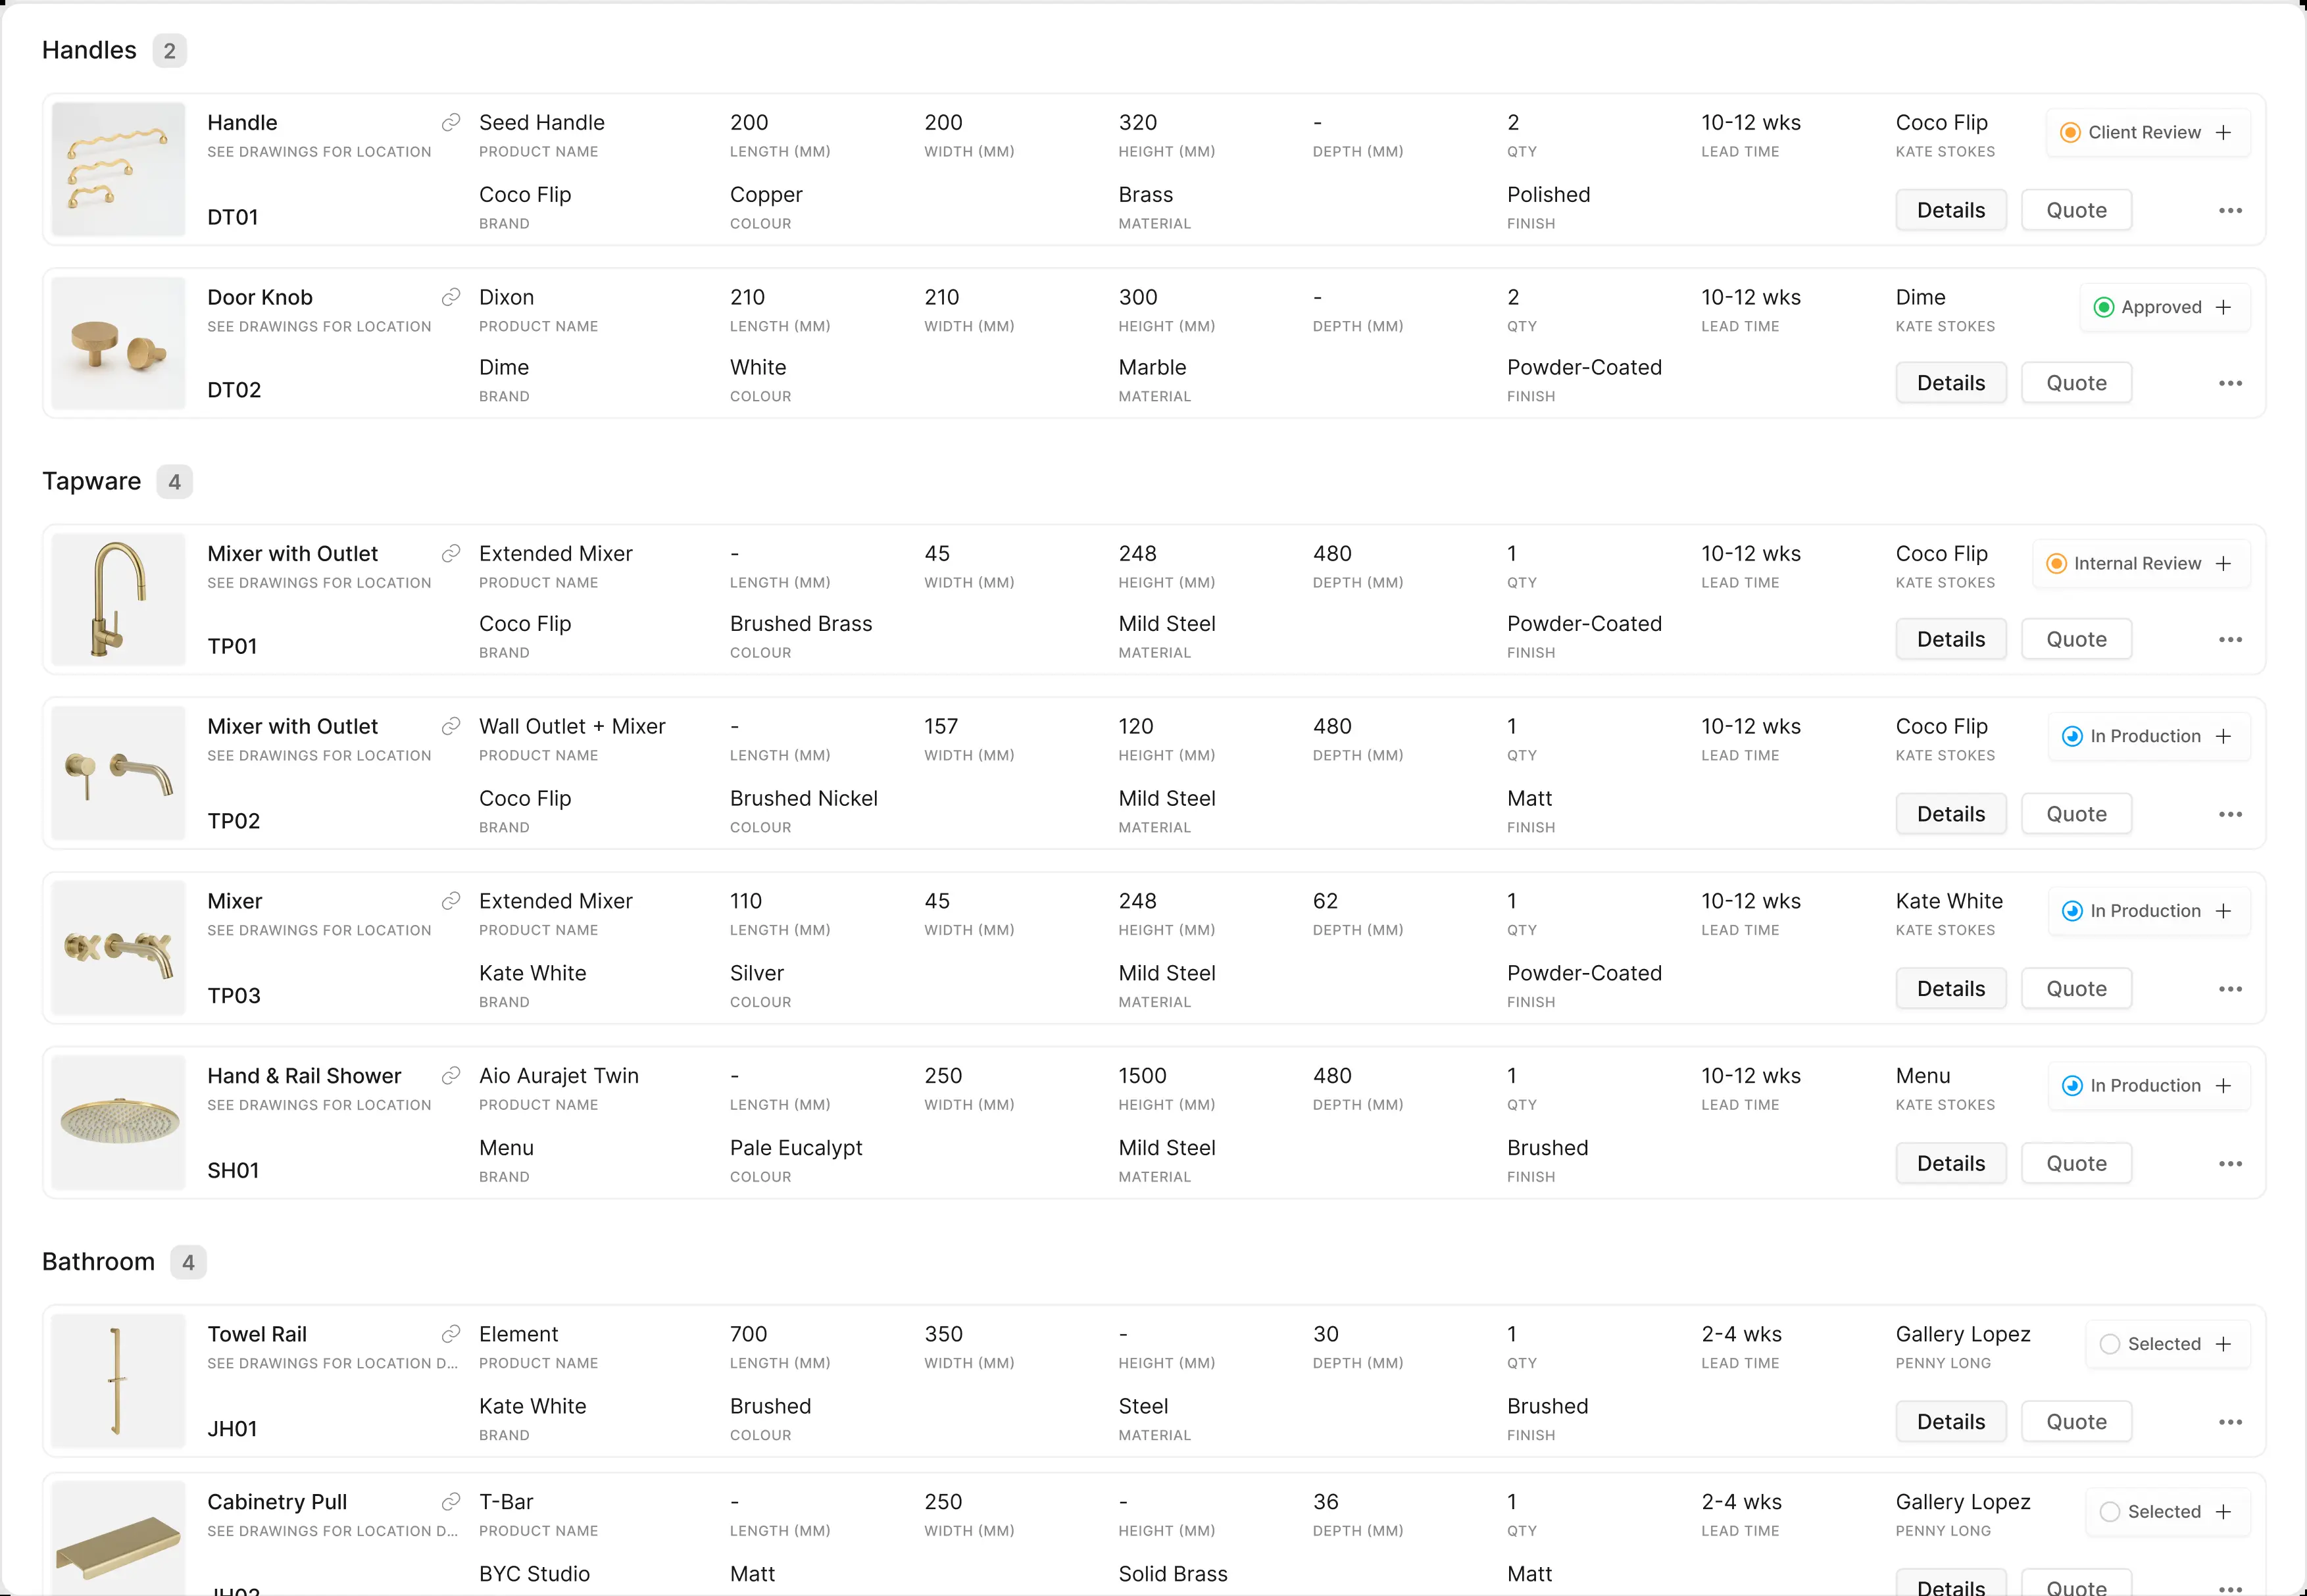 Handles 2
Handle Seed Handle 200 200 320 - 2 10-12 wks Coco Flip Client Review +
SEE DRAWINGS FOR LOCATION PRODUCT NAME LENGTH (MM) WIDTH (MM) HEIGHT (MM) DEPTH (MM) QTY LEAD TIME KATE STOKES
Coco Flip Copper Brass Polished
DT01 BRAND COLOUR MATERIAL FINISH Details Quote
Door Knob Dixon 210 210 300 - 2 10-12 wks Dime Approved +
SEE DRAWINGS FOR LOCATION PRODUCT NAME LENGTH (MM) WIDTH (MM) HEIGHT (MM) DEPTH (MM) QTY LEAD TIME KATE STOKES
Dime White Marble Powder-Coated
DT02 BRAND COLOUR MATERIAL FINISH Details Quote
Tapware 4
Mixer with Outlet Extended Mixer - 45 248 480 1 10-12 wks Coco Flip Internal Review +
SEE DRAWINGS FOR LOCATION PRODUCT NAME LENGTH (MM) WIDTH (MM) HEIGHT (MM) DEPTH (MM) QTY LEAD TIME KATE STOKES
Coco Flip Brushed Brass Mild Steel Powder-Coated
TP01 BRAND COLOUR MATERIAL FINISH Details Quote
Mixer with Outlet Wall Outlet + Mixer - 157 120 480 1 10-12 wks Coco Flip In Production +
SEE DRAWINGS FOR LOCATION PRODUCT NAME LENGTH (MM) WIDTH (MM) HEIGHT (MM) DEPTH (MM) QTY LEAD TIME KATE STOKES
Coco Flip Brushed Nickel Mild Steel Matt
TP02 BRAND COLOUR MATERIAL FINISH Details Quote
Mixer Extended Mixer 110 45 248 62 1 10-12 wks Kate White In Production +
SEE DRAWINGS FOR LOCATION PRODUCT NAME LENGTH (MM) WIDTH (MM) HEIGHT (MM) DEPTH (MM) QTY LEAD TIME KATE STOKES
Kate White Silver Mild Steel Powder-Coated
TP03 BRAND COLOUR MATERIAL FINISH Details Quote
Hand & Rail Shower Aio Aurajet Twin - 250 1500 480 1 10-12 wks Menu In Production +
SEE DRAWINGS FOR LOCATION PRODUCT NAME LENGTH (MM) WIDTH (MM) HEIGHT (MM) DEPTH (MM) QTY LEAD TIME KATE STOKES
Menu Pale Eucalypt Mild Steel Brushed
SH01 BRAND COLOUR MATERIAL FINISH Details Quote
Bathroom 4
Towel Rail Element 700 350 - 30 1 2-4 wks Gallery Lopez Selected +
SEE DRAWINGS FOR LOCATION D... PRODUCT NAME LENGTH (MM) WIDTH (MM) HEIGHT (MM) DEPTH (MM) QTY LEAD TIME PENNY LONG
Kate White Brushed Steel Brushed
JH01 BRAND COLOUR MATERIAL FINISH Details Quote
Cabinetry Pull T-Bar - 250 - 36 1 2-4 wks Gallery Lopez Selected +
SEE DRAWINGS FOR LOCATION D... PRODUCT NAME LENGTH (MM) WIDTH (MM) HEIGHT (MM) DEPTH (MM) QTY LEAD TIME PENNY LONG
BYC Studio Matt Solid Brass Matt
Details Quote